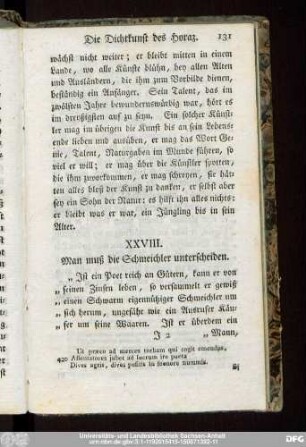 Die Dichtkunst des Horaz. 131
wächst nicht weiter; er bleibt mitten in einem
Lande, wo alle Künste blühn, bey allen Alten
und Ausländern, die ihm zum Vorbilde dienen,
beständig ein Anfänger. Sein Talent, das im
zwölften Jahre bewundernswürdig war, hört es
im dreyßigsten auf zu seyn. Ein solcher Künst-
ler mag im übrigen die Kunst bis an sein Lebens-
ende lieben und ausüben, er mag das Wort Ge-
nie, Talent, Naturgaben im Munde führen, so
viel er will; er mag über die Künstler spotten,
die ihm zuvorkommen, er mag schreyen, sie hät-
ten alles bloß der Kunst zu danken, er selbst aber
sey ein Sohn der Natur: es hilft ihm alles nichts:
er bleibt was er war, ein Jüngling bis in sein
Alter.
XXVIII.
Man muß die Schmeichler unterscheiden.
„ Ist ein Poet reich an Gütern, kann er von
„ seinen Zinsen leben, so versammelt er gewiß
„ einen Schwarm eigennütziger Schmeichler um
„ sich herum, ungefähr wie ein Ausrufer Käu-
„ fer um seine Waaren. Ist er überdem ein
J 2 „ Mann,
Ut praeco ad merces turbam qui cogit emendas,
420 Assentatores jubet ad lucrum ire poeta
Dives agris, dives positis in foenore nummis.
Si
Universitäts- und Landesbibliothek Sachsen-Anhalt